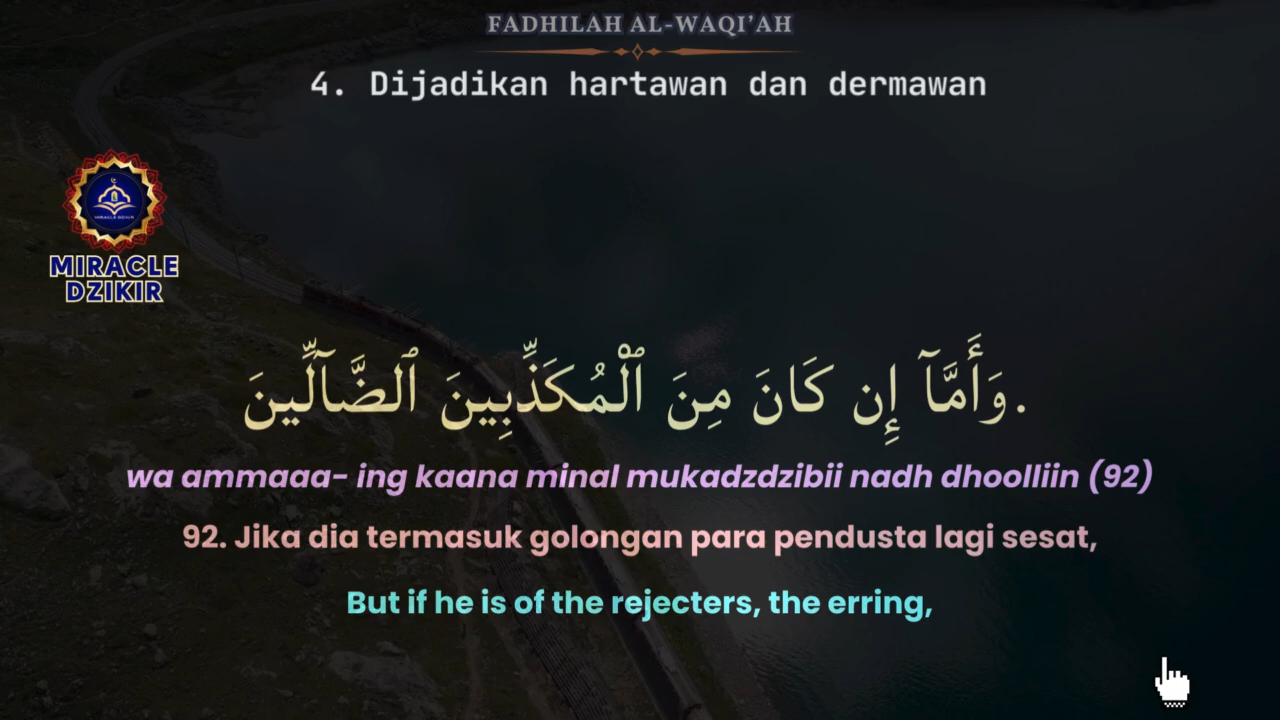 FADHILAH AL-WAQI’AH
4. Dijadikan hartawan dan dermawan
MIRACLE
DZIKIR
وَأَمَّآ إِن كَانَ مِنَ ٱلْمُكَذِّبِينَ ٱلضَّآلِّينَ.
wa ammaaa- ing kaana minal mukadzdzibii nadh dhoolliin (92)
92. Jika dia termasuk golongan para pendusta lagi sesat,
But if he is of the rejecters, the erring,